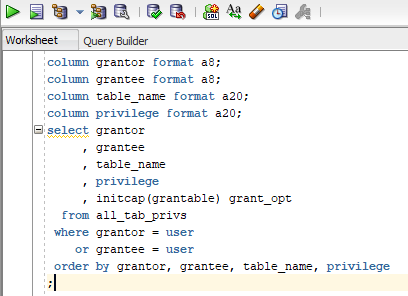 Worksheet Query Builder
column grantor format a8;
column grantee format a8;
column table_name format a20;
column privilege format a20;
select grantor
     , grantee
     , table_name
     , privilege
     , initcap(grantable) grant_opt
  from all_tab_privs
 where grantor = user
    or grantee = user
 order by grantor, grantee, table_name, privilege
;